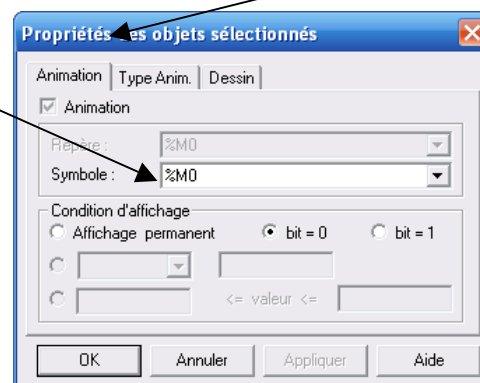 Propriétés des objets sélectionnés
Animation Type Anim. Dessin
Animation
Repère : %M0
Symbole : %M0
Condition d'affichage
Affichage permanent bit = 0 bit = 1
<= valeur <=
OK Annuler Appliquer Aide